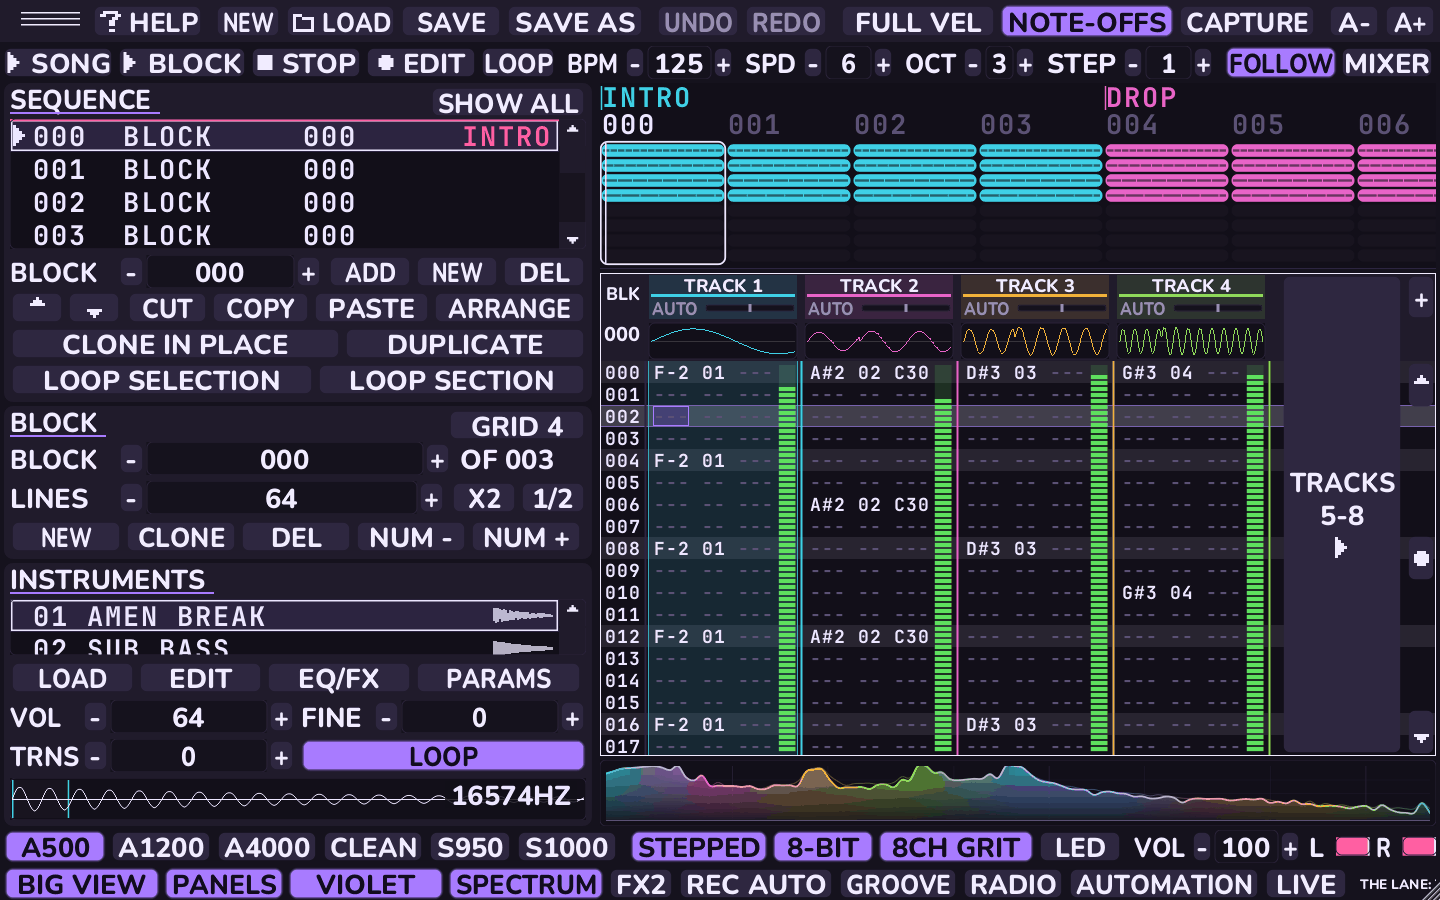 ? HELP NEW LOAD SAVE SAVE AS UNDO REDO FULL VEL NOTE-OFFS CAPTURE A- A+
SONG BLOCK STOP EDIT LOOP BPM - 125 + SPD - 6 + OCT - 3 + STEP - 1 + FOLLOW MIXER
SEQUENCE SHOW ALL
000 BLOCK 000 INTRO
001 BLOCK 000
002 BLOCK 000
003 BLOCK 000
BLOCK - 000 + ADD NEW DEL
CUT COPY PASTE ARRANGE
CLONE IN PLACE DUPLICATE
LOOP SELECTION LOOP SECTION
BLOCK GRID 4
BLOCK - 000 + OF 003
LINES - 64 + X2 1/2
NEW CLONE DEL NUM - NUM +
INSTRUMENTS
01 AMEN BREAK
02 SUB BASS
LOAD EDIT EQ/FX PARAMS
VOL - 64 + FINE - 0 +
TRNS - 0 + LOOP
16574HZ
INTRO DROP
000 001 002 003 004 005 006
BLK TRACK 1 TRACK 2 TRACK 3 TRACK 4 +
AUTO AUTO AUTO AUTO
000
000 F-2 01 --- A#2 02 C30 D#3 03 --- G#3 04 ---
001 --- -- --- --- -- --- --- -- --- --- -- ---
002 --- -- --- --- -- --- --- -- --- --- -- ---
003 --- -- --- --- -- --- --- -- --- --- -- ---
004 F-2 01 --- --- -- --- --- -- --- --- -- ---
005 --- -- --- --- -- --- --- -- --- --- -- ---
006 --- -- --- A#2 02 C30 --- -- --- --- -- ---
007 --- -- --- --- -- --- --- -- --- --- -- ---
008 F-2 01 --- --- -- --- D#3 03 --- --- -- ---
009 --- -- --- --- -- --- --- -- --- --- -- ---
010 --- -- --- --- -- --- --- -- --- G#3 04 ---
011 --- -- --- --- -- --- --- -- --- --- -- ---
012 F-2 01 --- A#2 02 C30 --- -- --- --- -- ---
013 --- -- --- --- -- --- --- -- --- --- -- ---
014 --- -- --- --- -- --- --- -- --- --- -- ---
015 --- -- --- --- -- --- --- -- --- --- -- ---
016 F-2 01 --- --- -- --- D#3 03 --- --- -- ---
017 --- -- --- --- -- --- --- -- --- --- -- ---
TRACKS
5-8
A500 A1200 A4000 CLEAN S950 S1000 STEPPED 8-BIT 8CH GRIT LED VOL - 100 + L R
BIG VIEW PANELS VIOLET SPECTRUM FX2 REC AUTO GROOVE RADIO AUTOMATION LIVE THE LANE: